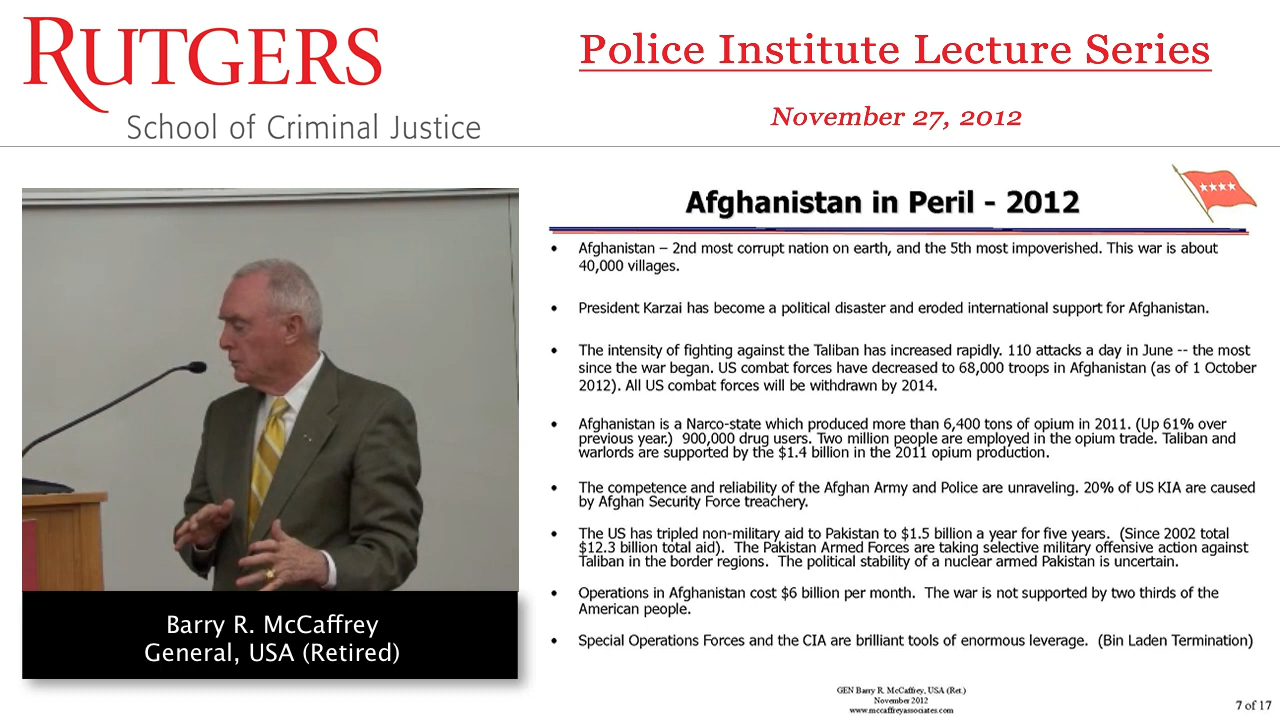 RUTGERS
School of Criminal Justice
Police Institute Lecture Series
November 27, 2012
Barry R. McCaffrey
General, USA (Retired)
Afghanistan in Peril - 2012
• Afghanistan – 2nd most corrupt nation on earth, and the 5th most impoverished. This war is about
40,000 villages.
• President Karzai has become a political disaster and eroded international support for Afghanistan.
• The intensity of fighting against the Taliban has increased rapidly. 110 attacks a day in June -- the most
since the war began. US combat forces have decreased to 68,000 troops in Afghanistan (as of 1 October
2012). All US combat forces will be withdrawn by 2014.
• Afghanistan is a Narco-state which produced more than 6,400 tons of opium in 2011. (Up 61% over
previous year.) 900,000 drug users. Two million people are employed in the opium trade. Taliban and
warlords are supported by the $1.4 billion in the 2011 opium production.
• The competence and reliability of the Afghan Army and Police are unraveling. 20% of US KIA are caused
by Afghan Security Force treachery.
• The US has tripled non-military aid to Pakistan to $1.5 billion a year for five years. (Since 2002 total
$12.3 billion total aid). The Pakistan Armed Forces are taking selective military offensive action against
Taliban in the border regions. The political stability of a nuclear armed Pakistan is uncertain.
• Operations in Afghanistan cost $6 billion per month. The war is not supported by two thirds of the
American people.
• Special Operations Forces and the CIA are brilliant tools of enormous leverage. (Bin Laden Termination)
GEN Barry R. McCaffrey, USA (Ret.)
November 2012
www.mccaffreyassociates.com
7 of 17